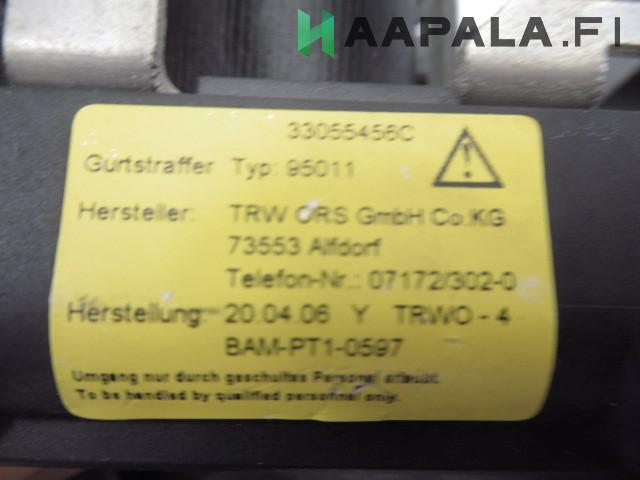 HAAPALA.FI
33055456C
Gurtstraffer Typ: 95011
Hersteller: TRW ORS GmbH Co.KG
73553 Alfdorf
Telefon-Nr.: 07172/302-0
Herstellung: 20.04.06 Y TRWO - 4
BAM-PT1-0597
Umgang nur durch geschultes Personal erlaubt.
To be handled by qualified personnel only.